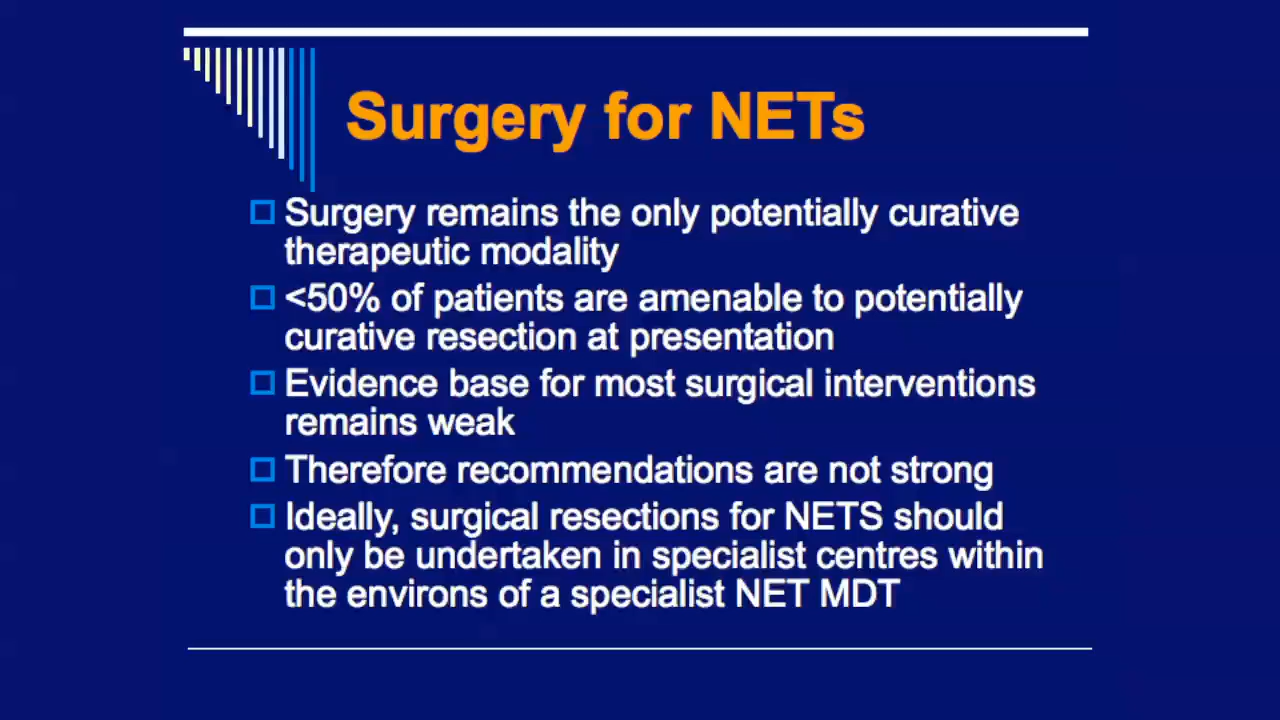 Surgery for NETs
Surgery remains the only potentially curative
therapeutic modality
<50% of patients are amenable to potentially
curative resection at presentation
Evidence base for most surgical interventions
remains weak
Therefore recommendations are not strong
Ideally, surgical resections for NETS should
only be undertaken in specialist centres within
the environs of a specialist NET MDT